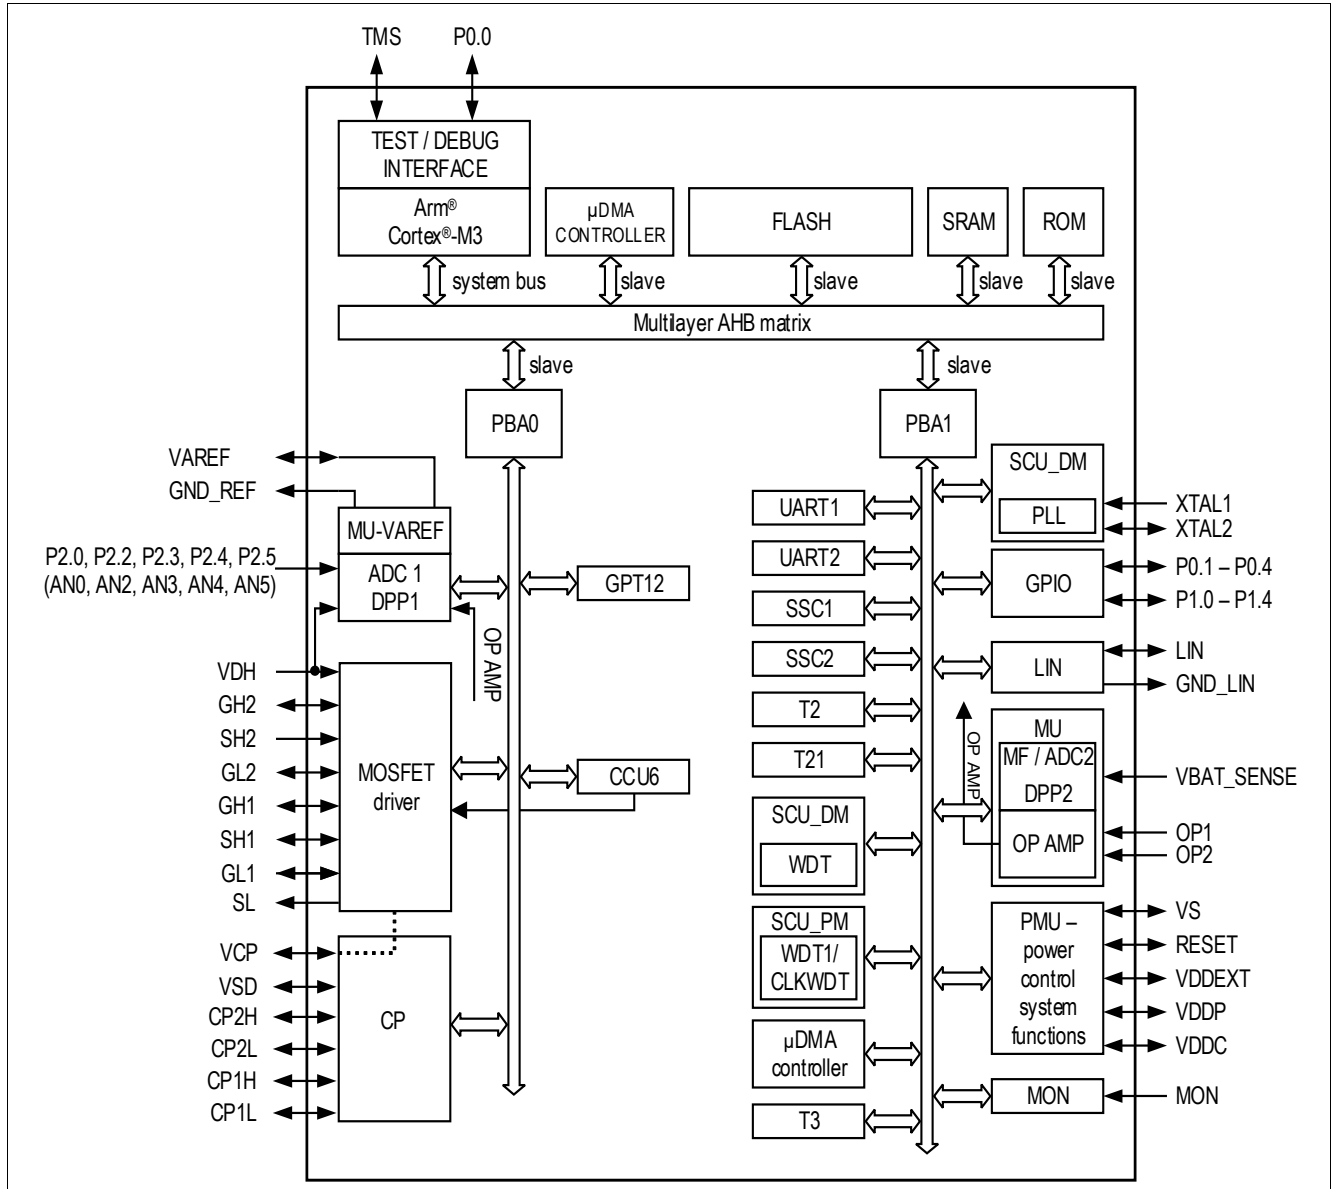 TMS P0.0
TEST / DEBUG
INTERFACE
Arm®
Cortex®-M3
µDMA
CONTROLLER
FLASH
SRAM
ROM
system bus
slave
slave
slave
slave
Multilayer AHB matrix
slave
slave
PBA0
PBA1
VAREF
GND_REF
MU-VAREF
P2.0, P2.2, P2.3, P2.4, P2.5
(AN0, AN2, AN3, AN4, AN5)
ADC 1
DPP1
GPT12
OP AMP
VDH
GH2
SH2
GL2
GH1
SH1
GL1
SL
MOSFET
driver
CCU6
VCP
VSD
CP2H
CP2L
CP1H
CP1L
CP
UART1
UART2
SSC1
SSC2
T2
T21
SCU_DM
WDT
SCU_PM
WDT1/
CLKWDT
µDMA
controller
T3
SCU_DM
PLL
XTAL1
XTAL2
GPIO
P0.1 – P0.4
P1.0 – P1.4
LIN
LIN
GND_LIN
OP AMP
MU
MF / ADC2
DPP2
OP AMP
VBAT_SENSE
OP1
OP2
PMU –
power
control
system
functions
VS
RESET
VDDEXT
VDDP
VDDC
MON
MON